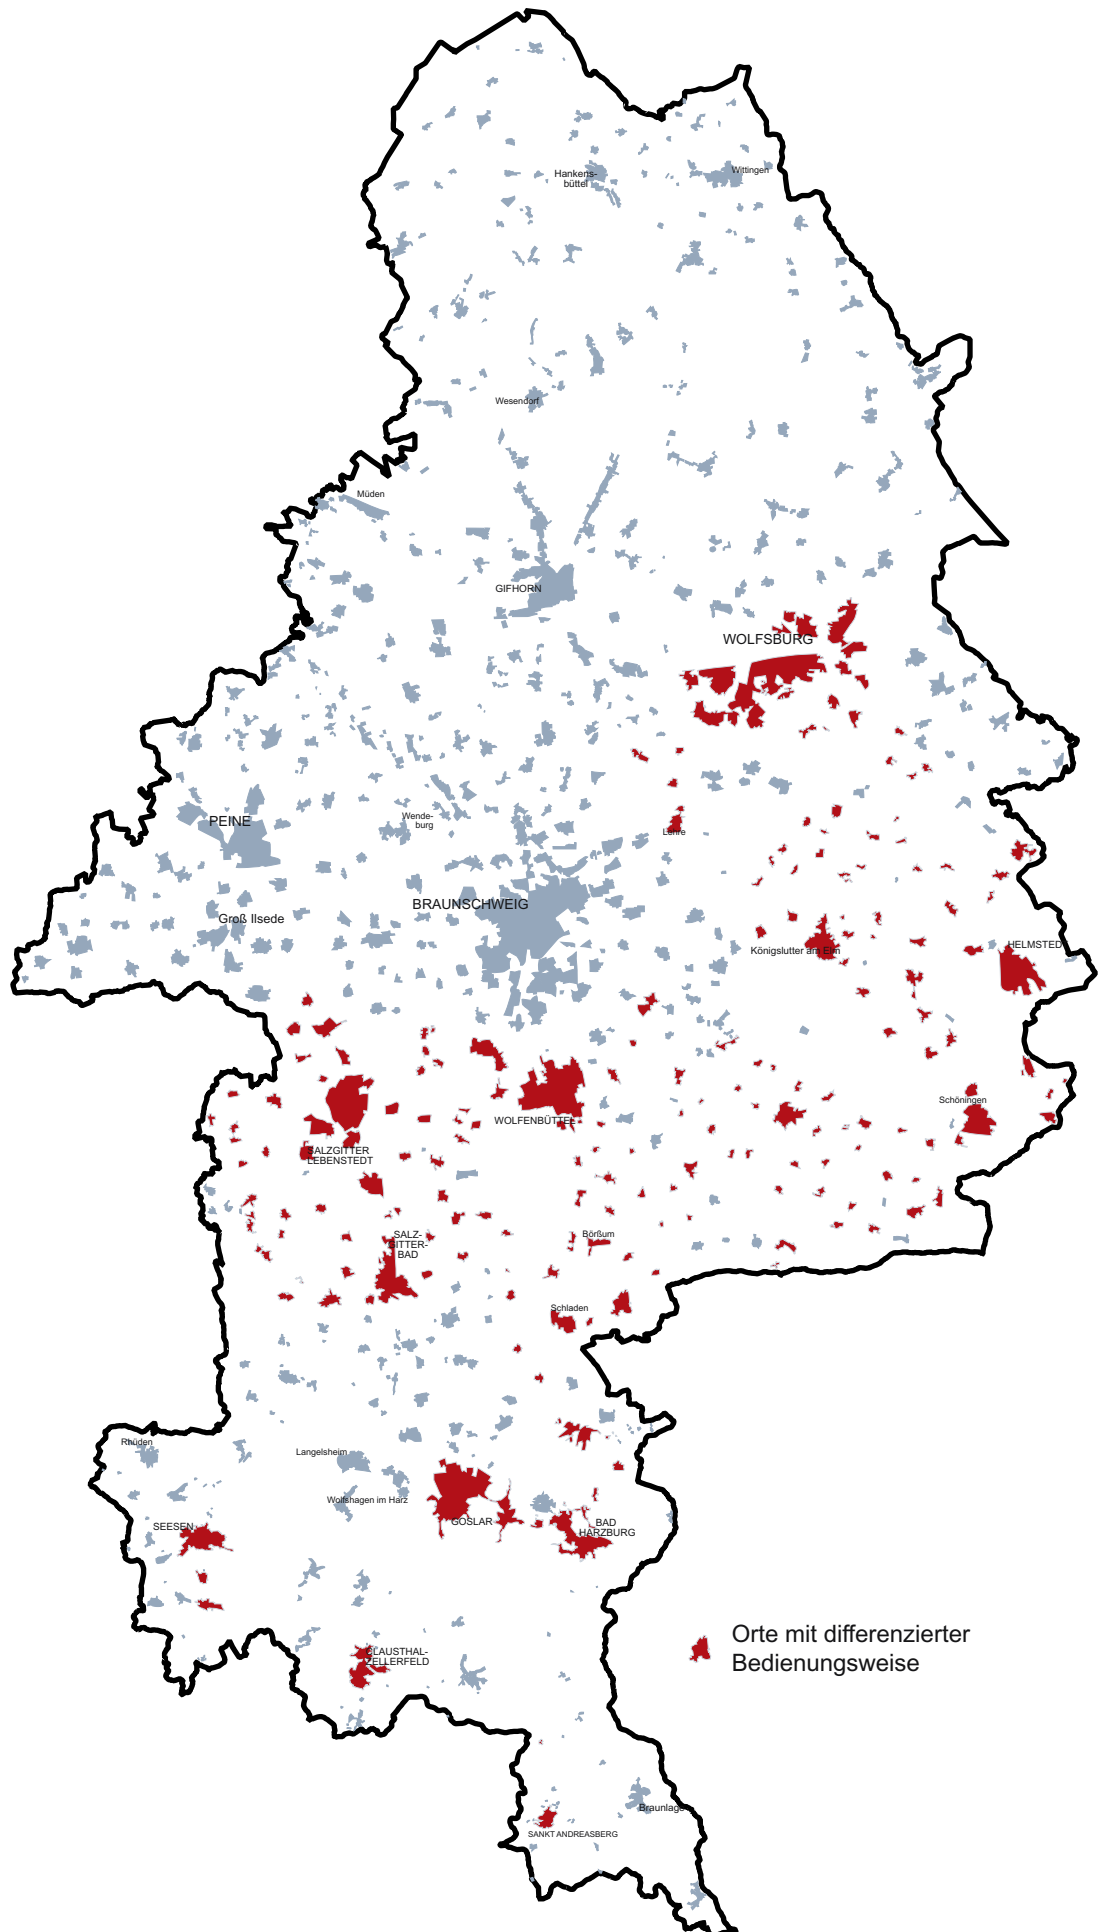 Hankens-
büttel
Wittingen
Wesendorf
Müden
GIFHORN
WOLFSBURG
PEINE
Wende-
burg
Lehre
BRAUNSCHWEIG
Groß Ilsede
Königslutter am Elm
HELMSTED
Schöningen
WOLFENBÜTTEL
SALZGITTER
LEBENSTEDT
SALZ-
GITTER-
BAD
Börßum
Schladen
Rhüden
Langelsheim
Wolfshagen im Harz
SEESEN
GOSLAR
BAD
HARZBURG
CLAUSTHAL-
ZELLERFELD
Orte mit differenzierter
Bedienungsweise
Braunlage
SANKT ANDREASBERG